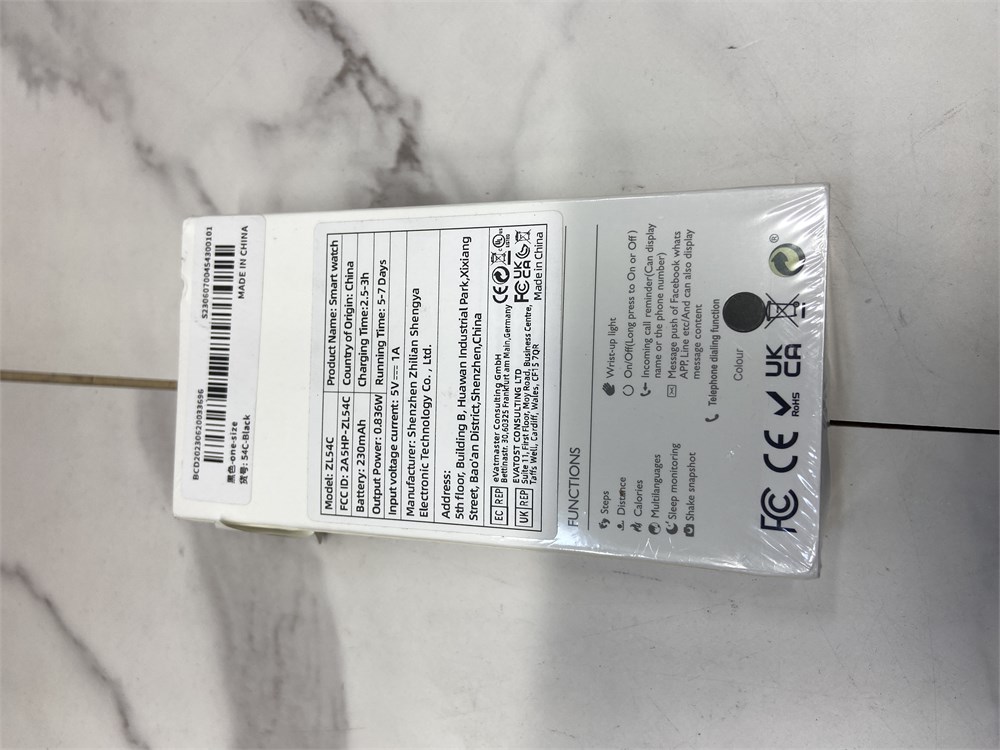 BCD20230620033696
S23060700454300101
黑色-one-size
货号: 54C-Black
MADE IN CHINA
Model: ZL54C
Product Name: Smart watch
FCC ID: 2A5HP-ZL54C
Country of Origin: China
Battery: 230mAh
Charging Time:2.5-3h
Output Power: 0.836W
Running Time: 5-7 Days
Input voltage current: 5V 1A
Manufacturer: Shenzhen Zhilian Shengya
Electronic Technology Co. , Ltd.
Address:
5th floor, Building B, Huawan Industrial Park,Xixiang
Street, Bao'an District,Shenzhen,China
EC REP
eVatmaster Consulting GmbH
Bettinastr. 30,60325 Frankfurt am Main,Germany
UK REP
EVATOST CONSULTING LTD
Suite 11, First Floor, Moy Road, Business Centre,
Taffs Well, Cardiff, Wales, CF15 7QR
CE
FC
UK
CA
Made in China
FUNCTIONS
Steps
Distance
Calories
Multilanguages
Sleep monitoring
Shake snapshot
Wrist-up light
On/Off(Long press to On or Off)
Incoming call reminder(Can display
name or the phone number)
Message push of Facebook whats
APP,Line etc/And can also display
message content
Telephone dialing function
Colour
FC CE
RoHS
UK
CA